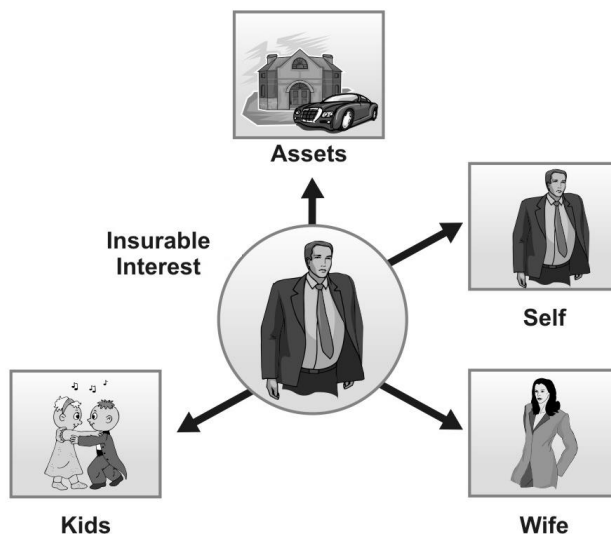 Assets
Insurable
Interest
Self
Kids
Wife